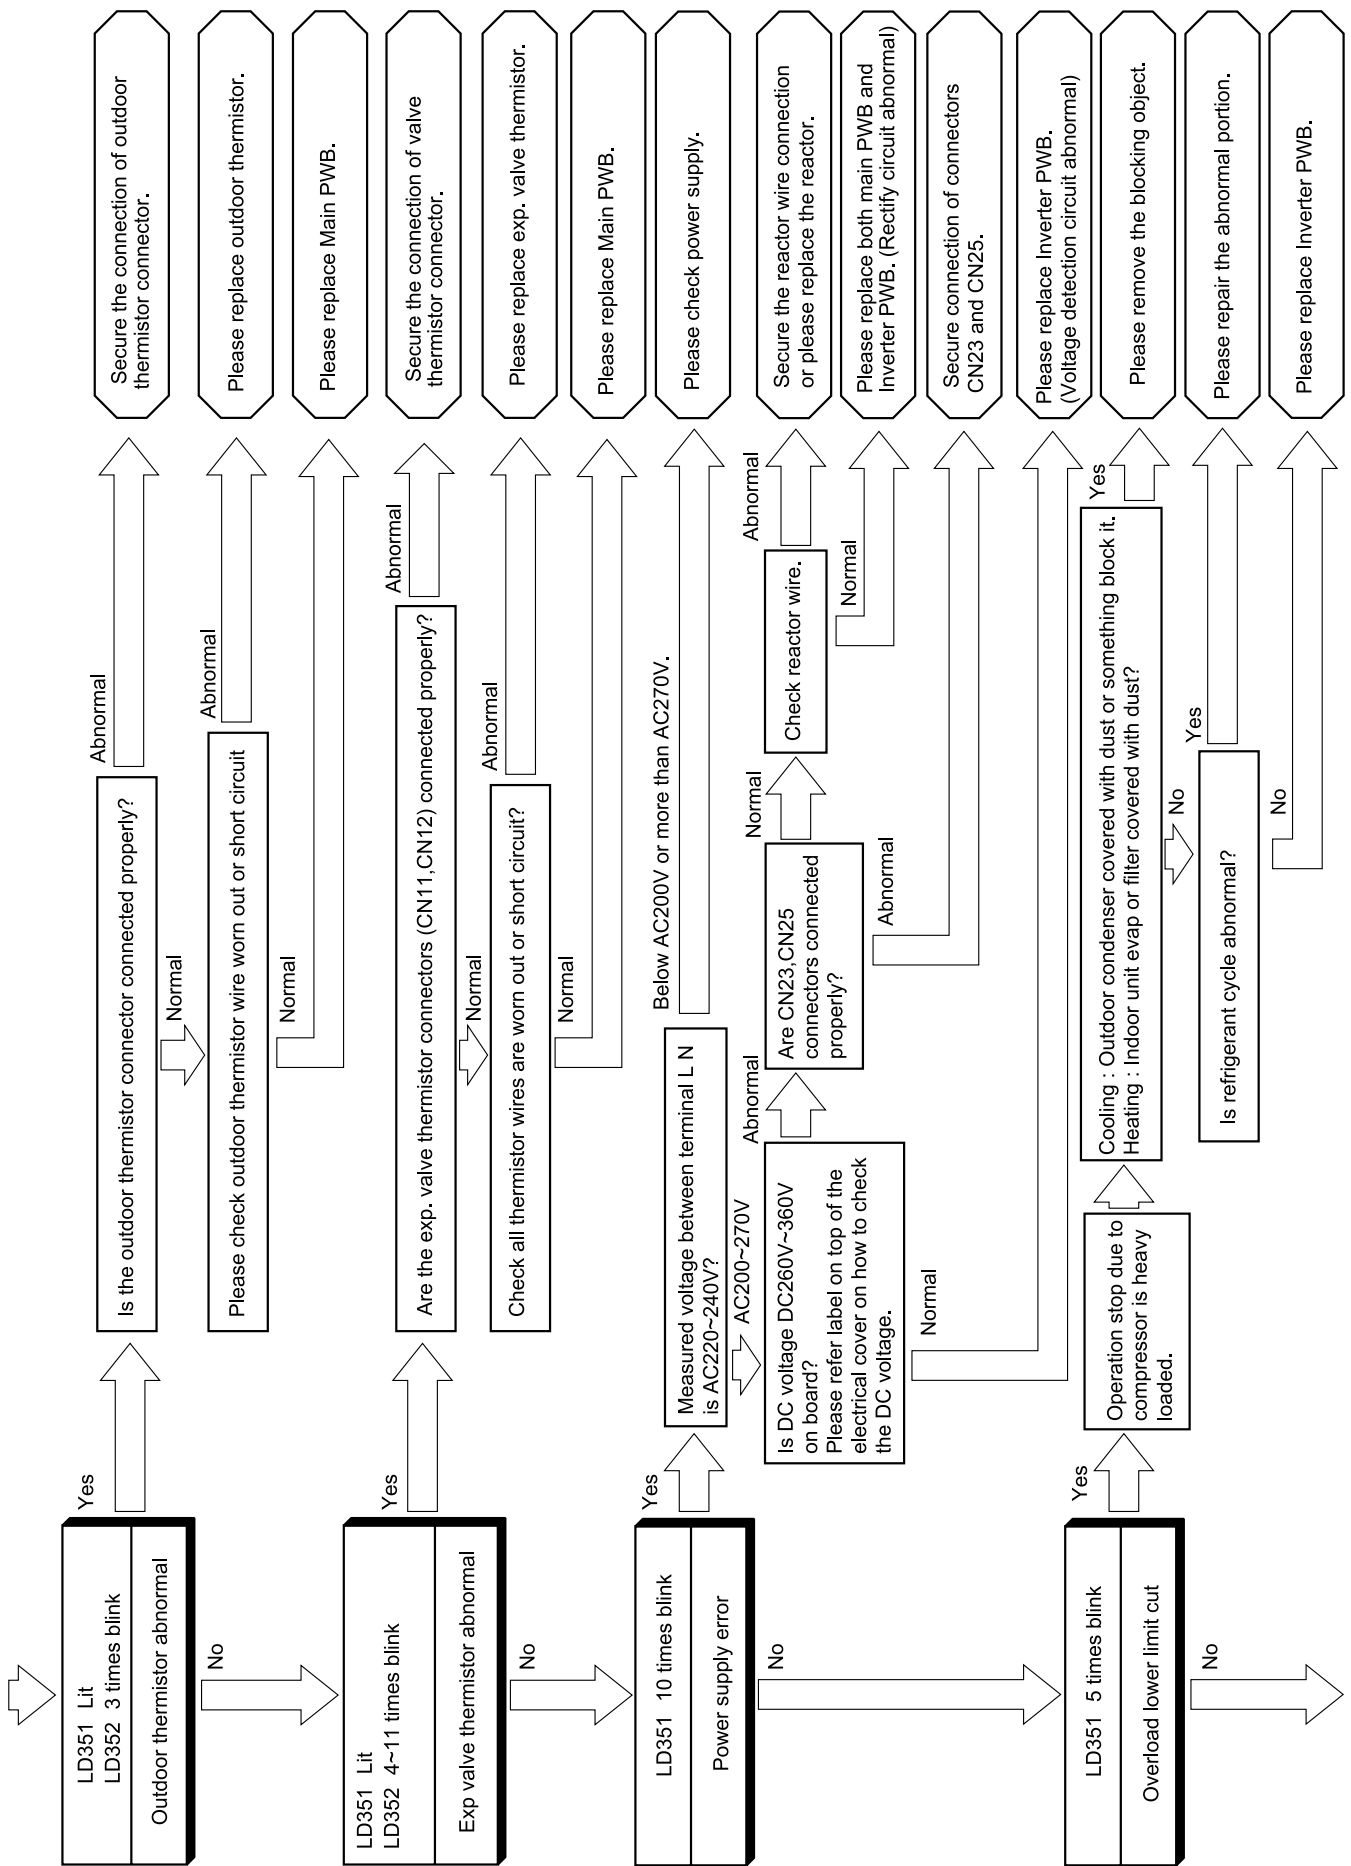 LD351 Lit
LD352 3 times blink
Outdoor thermistor abnormal
Yes
Is the outdoor thermistor connector connected properly?
Abnormal
Secure the connection of outdoor
thermistor connector.
Normal
Please check outdoor thermistor wire worn out or short circuit
Abnormal
Please replace outdoor thermistor.
Normal
Please replace Main PWB.
No
LD351 Lit
LD352 4~11 times blink
Exp valve thermistor abnormal
Yes
Are the exp. valve thermistor connectors (CN11,CN12) connected properly?
Abnormal
Secure the connection of valve
thermistor connector.
Normal
Check all thermistor wires are worn out or short circuit?
Abnormal
Please replace exp. valve thermistor.
Normal
Please replace Main PWB.
No
LD351 10 times blink
Power supply error
Yes
Measured voltage between terminal L N
is AC220~240V?
Below AC200V or more than AC270V.
Please check power supply.
AC200~270V
Is DC voltage DC260V~360V
on board?
Please refer label on top of the
electrical cover on how to check
the DC voltage.
Abnormal
Are CN23,CN25
connectors connected
properly?
Normal
Check reactor wire.
Abnormal
Secure the reactor wire connection
or please replace the reactor.
Normal
Please replace both main PWB and
Inverter PWB. (Rectify circuit abnormal)
Abnormal
Secure connection of connectors
CN23 and CN25.
Normal
Please replace Inverter PWB.
(Voltage detection circuit abnormal)
No
LD351 5 times blink
Overload lower limit cut
Yes
Operation stop due to
compressor is heavy
loaded.
Cooling : Outdoor condenser covered with dust or something block it.
Heating : Indoor unit evap or filter covered with dust?
Yes
Please remove the blocking object.
No
Is refrigerant cycle abnormal?
Yes
Please repair the abnormal portion.
No
Please replace Inverter PWB.
No